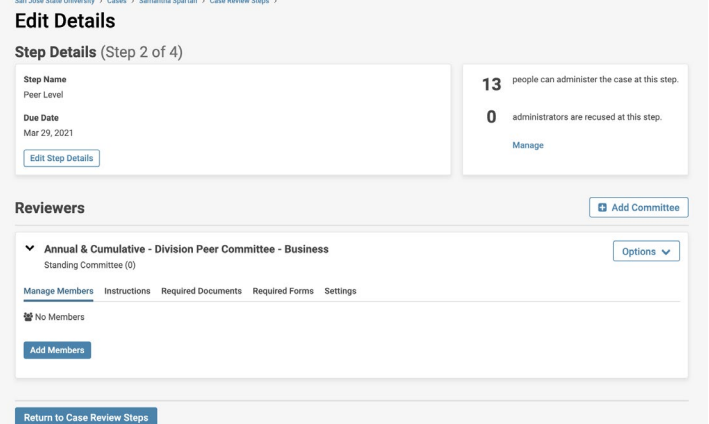 San José State University > Cases > Samantha Spartan > Case Review Steps >
Edit Details
Step Details (Step 2 of 4)
Step Name
Peer Level
Due Date
Mar 29, 2021
Edit Step Details
13 people can administer the case at this step.
0 administrators are recused at this step.
Manage
Reviewers
Add Committee
Annual & Cumulative - Division Peer Committee - Business
Standing Committee (0)
Options
Manage Members Instructions Required Documents Required Forms Settings
No Members
Add Members
Return to Case Review Steps